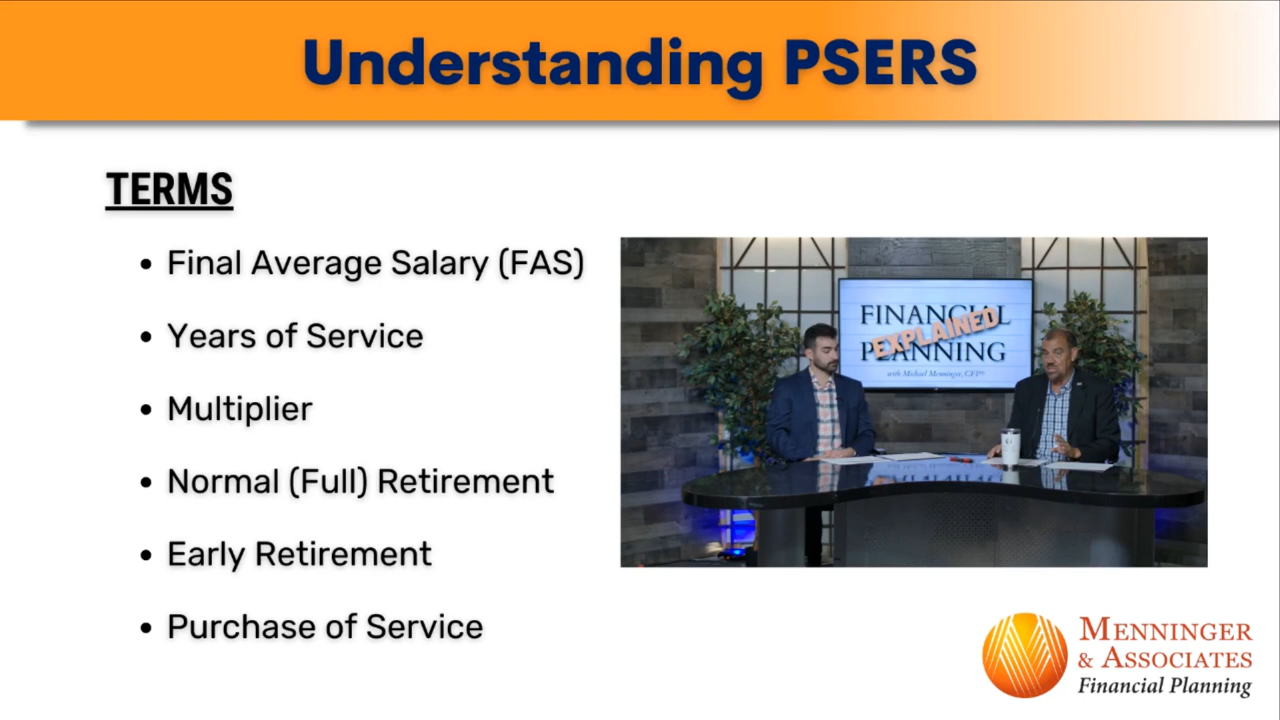 Understanding PSERS
TERMS
• Final Average Salary (FAS)
• Years of Service
• Multiplier
• Normal (Full) Retirement
• Early Retirement
• Purchase of Service
FINANCIAL
EXPLAINED
PLANNING
with Michael Menninger, CFP®
MENNINGER
& ASSOCIATES
Financial Planning